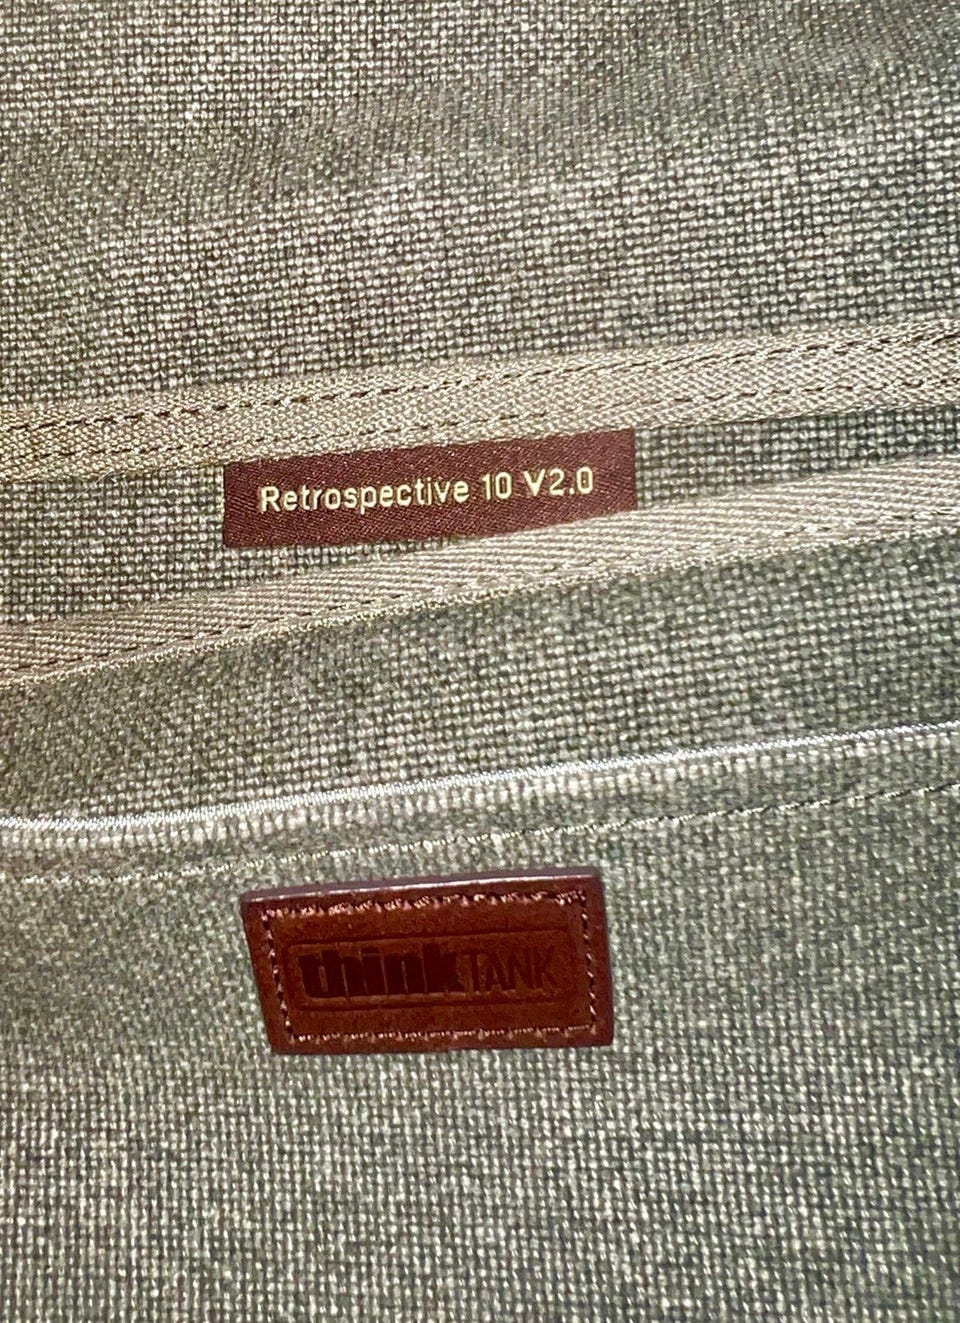 Retrospective 10 V2.0
thinkTANK